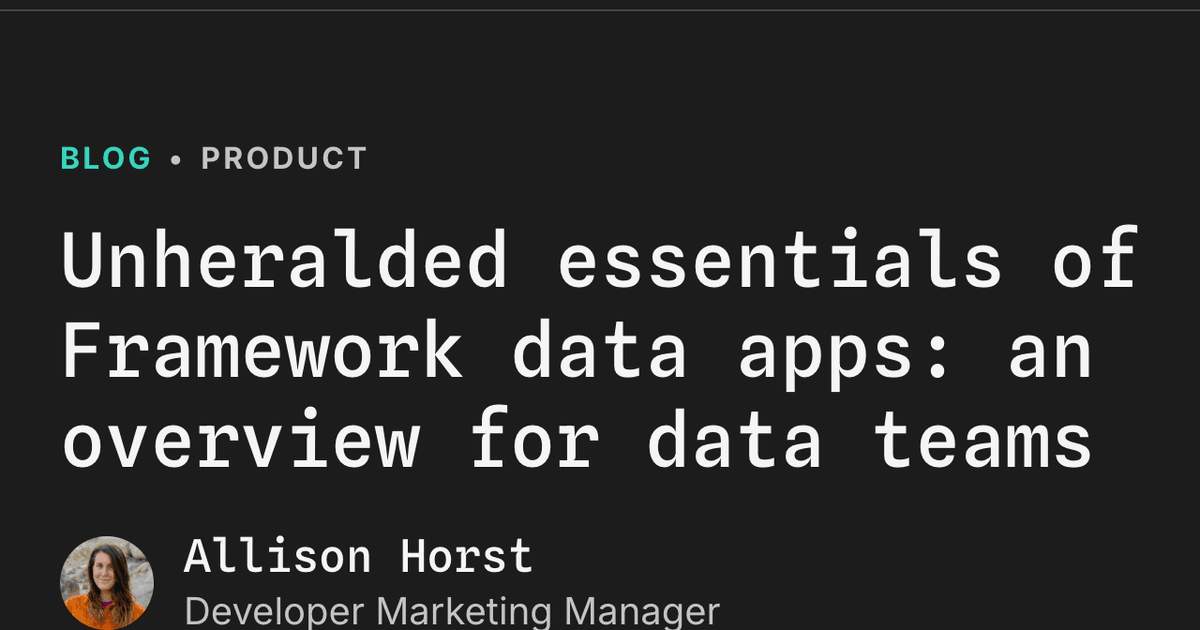 BLOG • PRODUCT
Unheralded essentials of
Framework data apps: an
overview for data teams
Allison Horst
Developer Marketing Manager